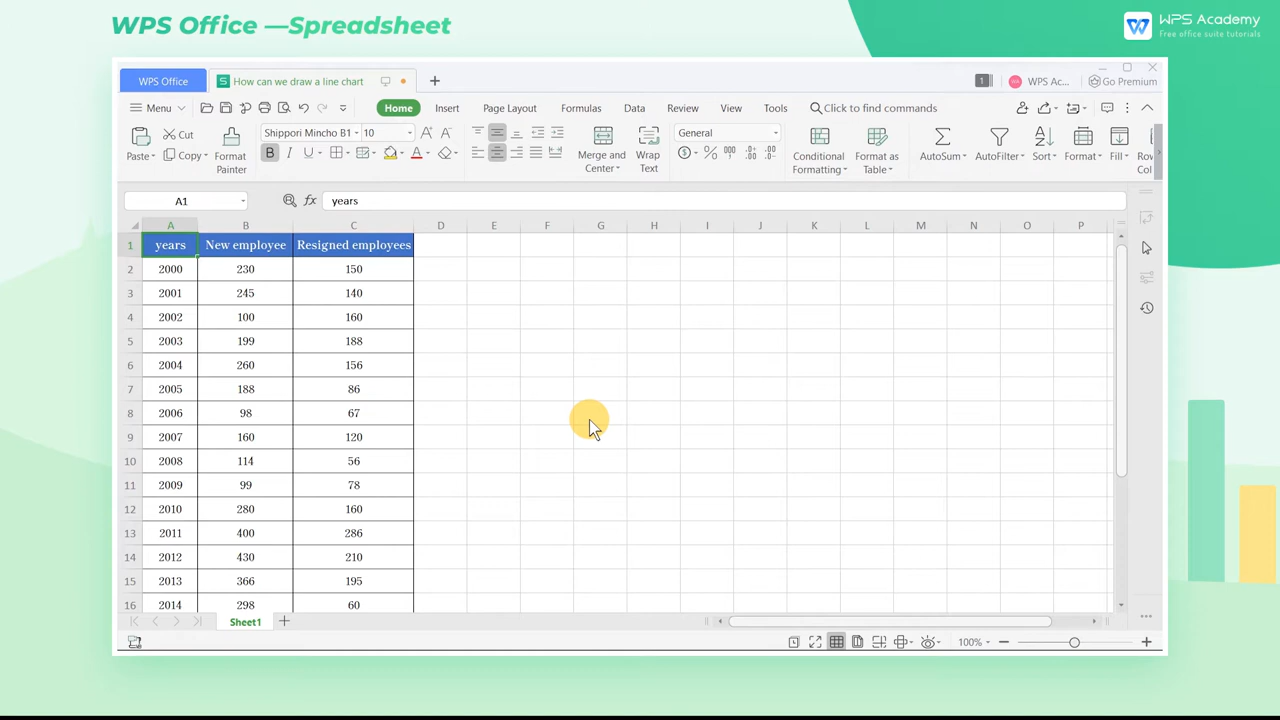 WPS Office —Spreadsheet
WPS Academy
Free office suite tutorials
WPS Office
How can we draw a line chart
1
WPS Ac...
Go Premium
Menu
Home
Insert
Page Layout
Formulas
Data
Review
View
Tools
Click to find commands
Paste
Cut
Copy
Format
Painter
Shippori Mincho B1
10
Merge and
Center
Wrap
Text
General
Conditional
Formatting
Format as
Table
AutoSum
AutoFilter
Sort
Format
Fill
Col
A1
years
A B C D E F G H I J K L M N O P
1 years New employee Resigned employees
2 2000 230 150
3 2001 245 140
4 2002 100 160
5 2003 199 188
6 2004 260 156
7 2005 188 86
8 2006 98 67
9 2007 160 120
10 2008 114 56
11 2009 99 78
12 2010 280 160
13 2011 400 286
14 2012 430 210
15 2013 366 195
16 2014 298 60
Sheet1
100%